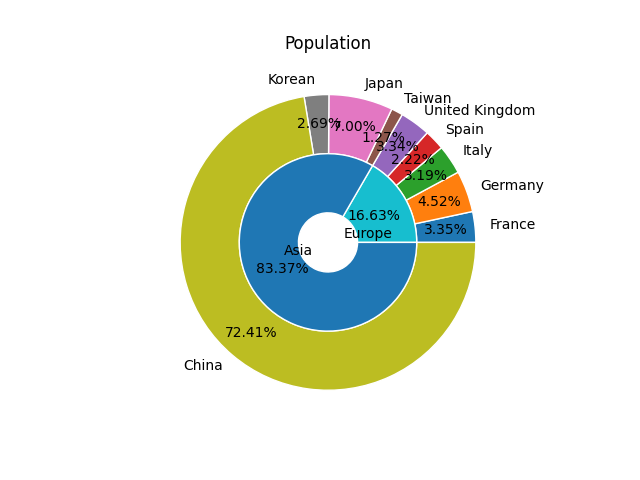 Population
Korean
Japan
Taiwan
United Kingdom
Spain
Italy
Germany
France
China
2.69%
7.00%
1.27%
3.34%
2.22%
3.19%
4.52%
3.35%
72.41%
16.63%
Europe
Asia
83.37%